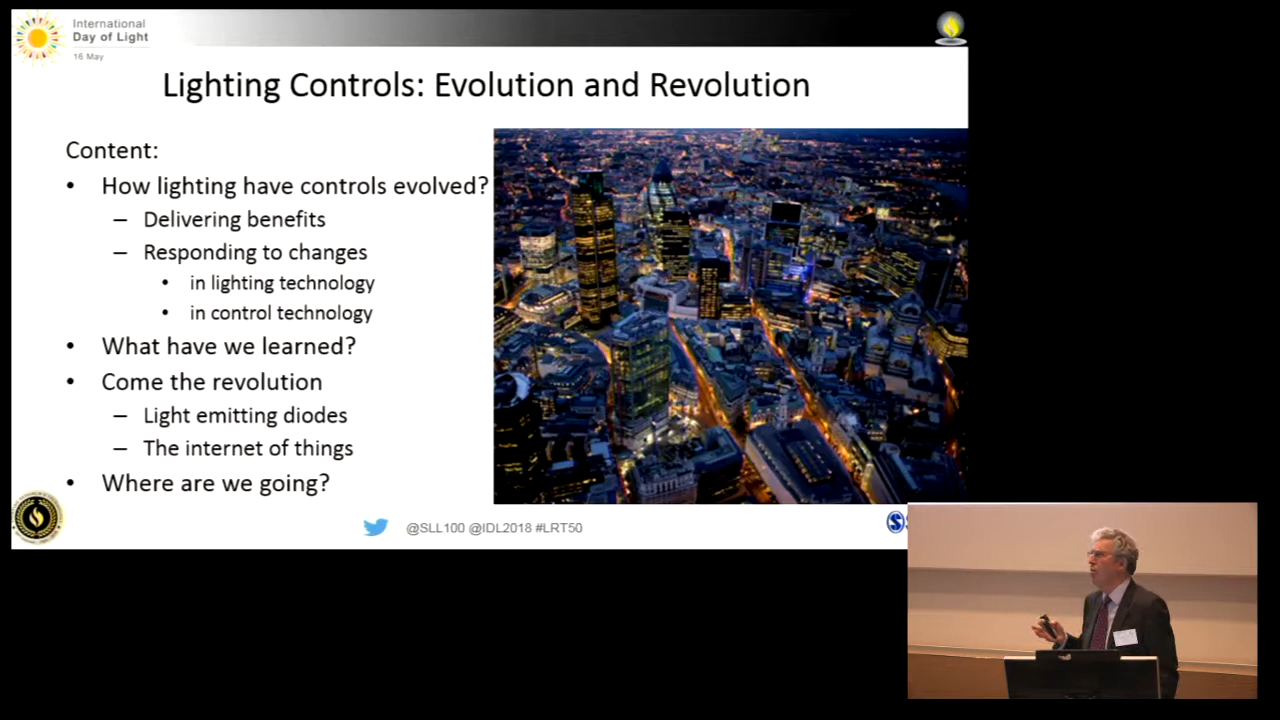 International
Day of Light
16 May
Lighting Controls: Evolution and Revolution
Content:
• How lighting have controls evolved?
– Delivering benefits
– Responding to changes
• in lighting technology
• in control technology
• What have we learned?
• Come the revolution
– Light emitting diodes
– The internet of things
• Where are we going?
@SLL100 @IDL2018 #LRT50